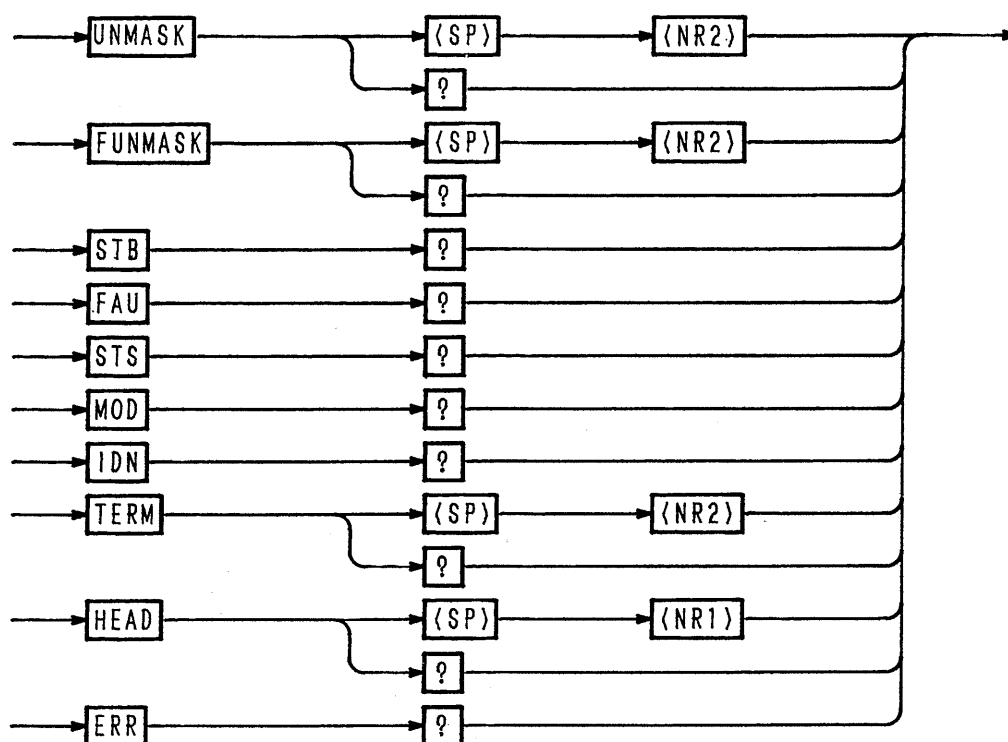 UNMASK ⟨SP⟩ ⟨NR2⟩
?
FUNMASK ⟨SP⟩ ⟨NR2⟩
?
STB ?
FAU ?
STS ?
MOD ?
IDN ?
TERM ⟨SP⟩ ⟨NR2⟩
?
HEAD ⟨SP⟩ ⟨NR1⟩
?
ERR ?